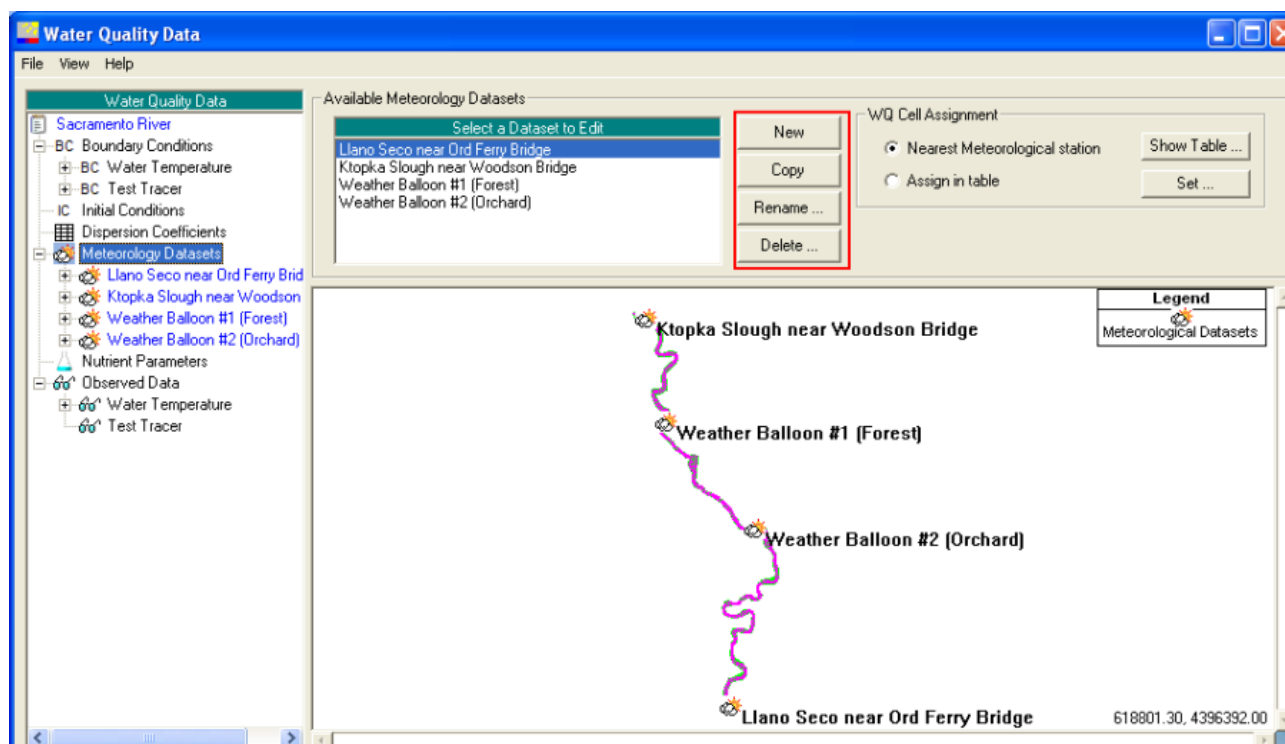 Water Quality Data
File View Help
Water Quality Data
Sacramento River
BC Boundary Conditions
BC Water Temperature
BC Test Tracer
IC Initial Conditions
Dispersion Coefficients
Meteorology Datasets
Llano Seco near Ord Ferry Brid
Ktopka Slough near Woodson
Weather Balloon #1 (Forest)
Weather Balloon #2 (Orchard)
Nutrient Parameters
Observed Data
Water Temperature
Test Tracer
Available Meteorology Datasets
Select a Dataset to Edit
Llano Seco near Ord Ferry Bridge
Ktopka Slough near Woodson Bridge
Weather Balloon #1 (Forest)
Weather Balloon #2 (Orchard)
New
Copy
Rename ...
Delete ...
WQ Cell Assignment
Nearest Meteorological station
Assign in table
Show Table ...
Set ...
Legend
Meteorological Datasets
Ktopka Slough near Woodson Bridge
Weather Balloon #1 (Forest)
Weather Balloon #2 (Orchard)
Llano Seco near Ord Ferry Bridge
618801.30, 4396392.00